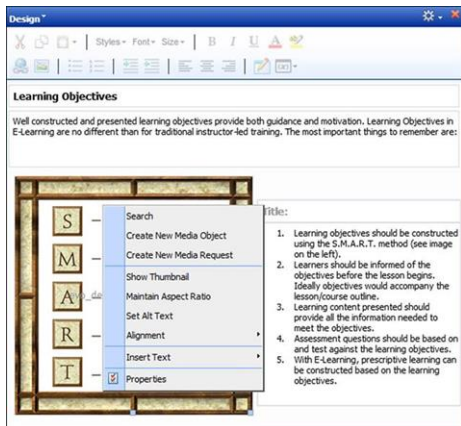 Design
Styles Font Size B I U A
Learning Objectives
Well constructed and presented learning objectives provide both guidance and motivation. Learning Objectives in
E-Learning are no different than for traditional instructor-led training. The most important things to remember are:
S
M
A
R
T
Search
Create New Media Object
Create New Media Request
Show Thumbnail
Maintain Aspect Ratio
Set Alt Text
Alignment
Insert Text
Properties
Title:
1. Learning objectives should be constructed
using the S.M.A.R.T. method (see image
on the left).
2. Learners should be informed of the
objectives before the lesson begins.
Ideally objectives would accompany the
lesson/course outline.
3. Learning content presented should
provide all the information needed to
meet the objectives.
4. Assessment questions should be based on
and test against the learning objectives.
5. With E-Learning, prescriptive learning can
be constructed based on the learning
objectives.